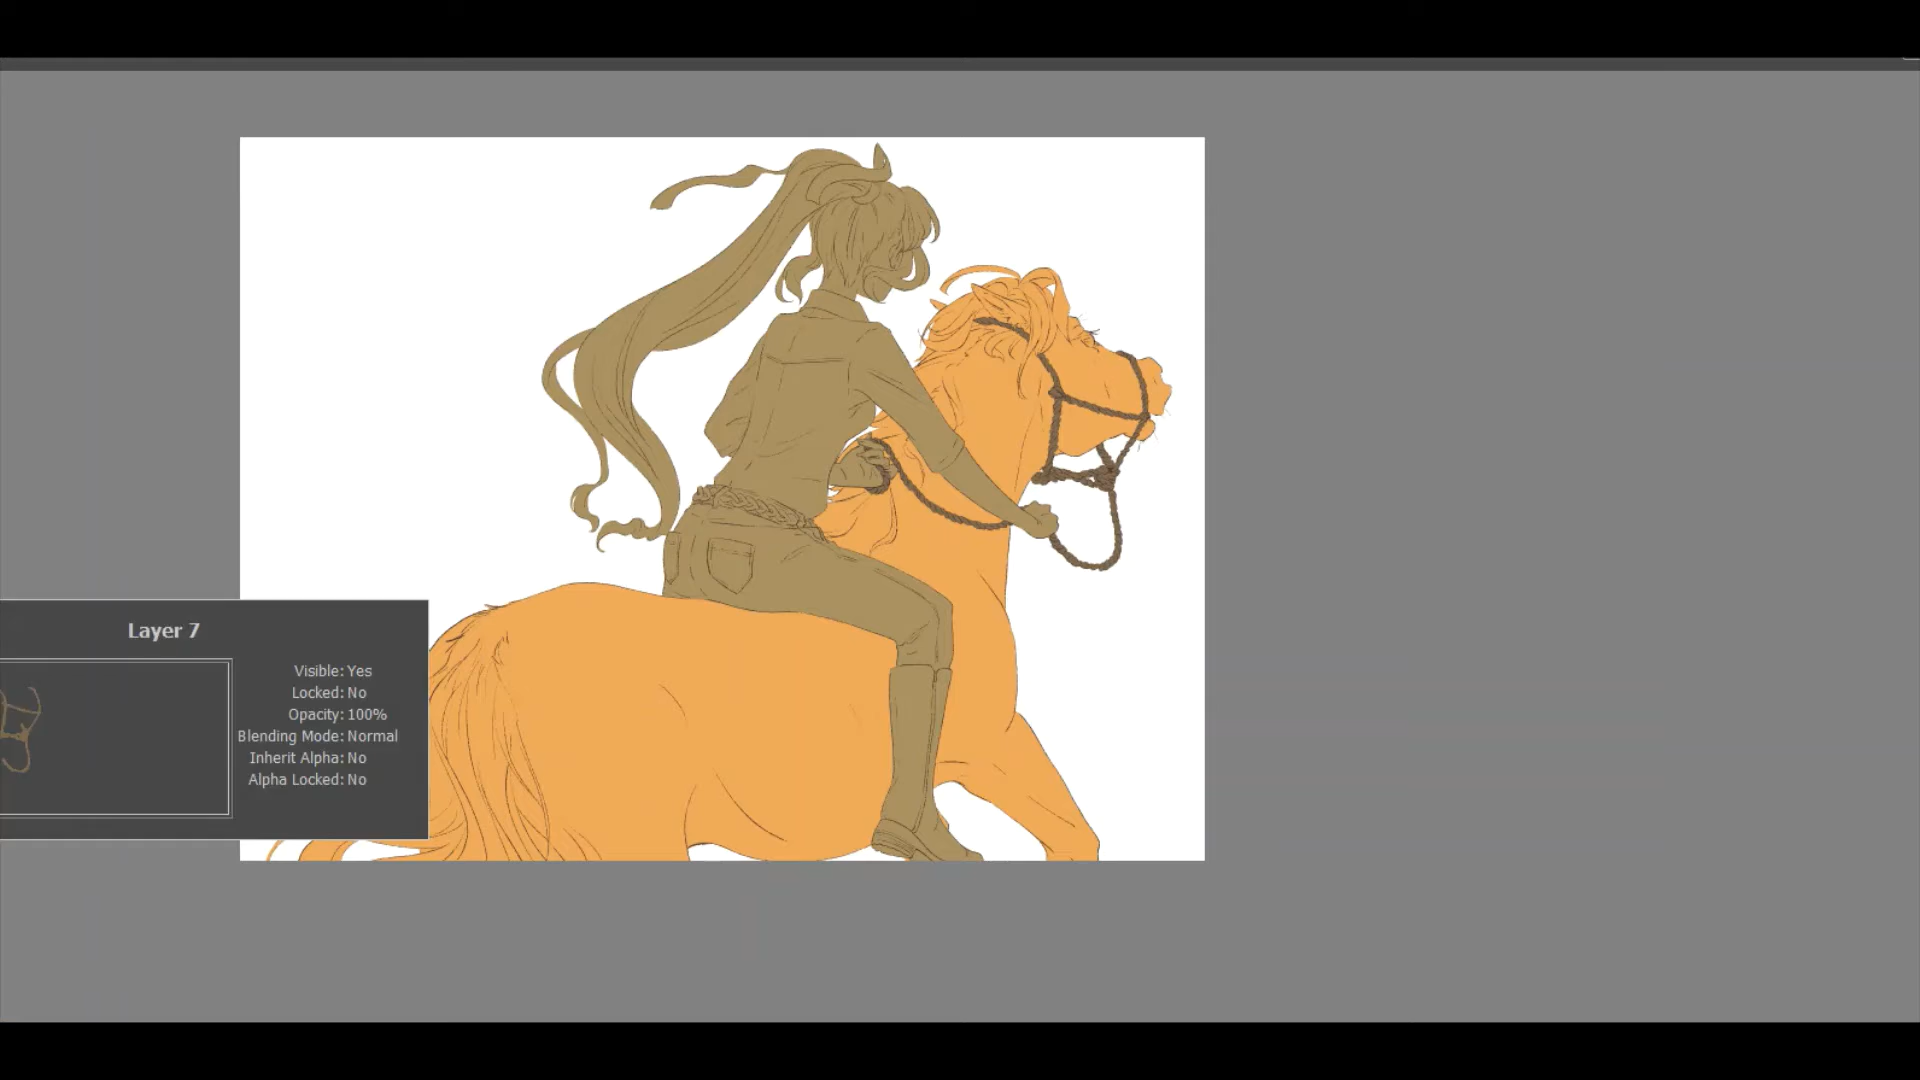 Layer 7
Visible: Yes
Locked: No
Opacity: 100%
Blending Mode: Normal
Inherit Alpha: No
Alpha Locked: No